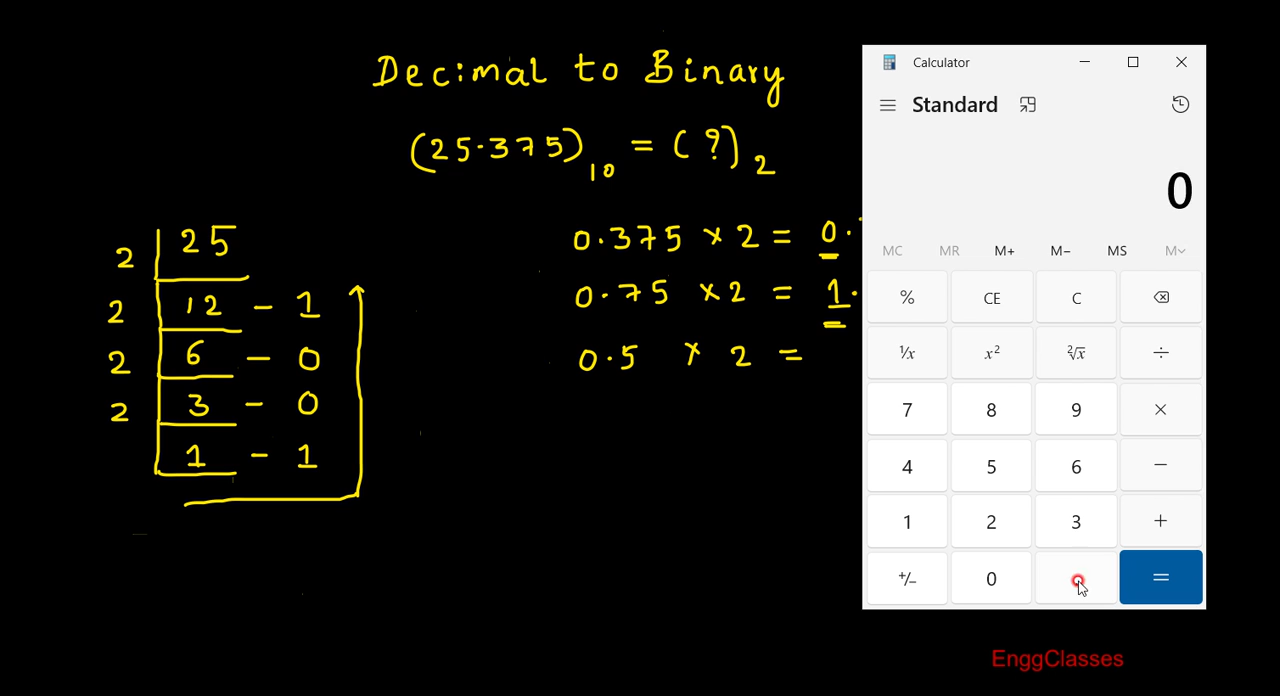 Decimal to Binary
(25.375)10 = (?)2
2 25
2 12 - 1
2 6 - 0
2 3 - 0
1 - 1
0.375 × 2 = 0.
0.75 × 2 = 1.
0.5 × 2 =
Calculator
Standard
0
MC MR M+ M− MS M
% CE C
1/x x² ²√x ÷
7 8 9 ×
4 5 6 −
1 2 3 +
+/− 0 =
EnggClasses